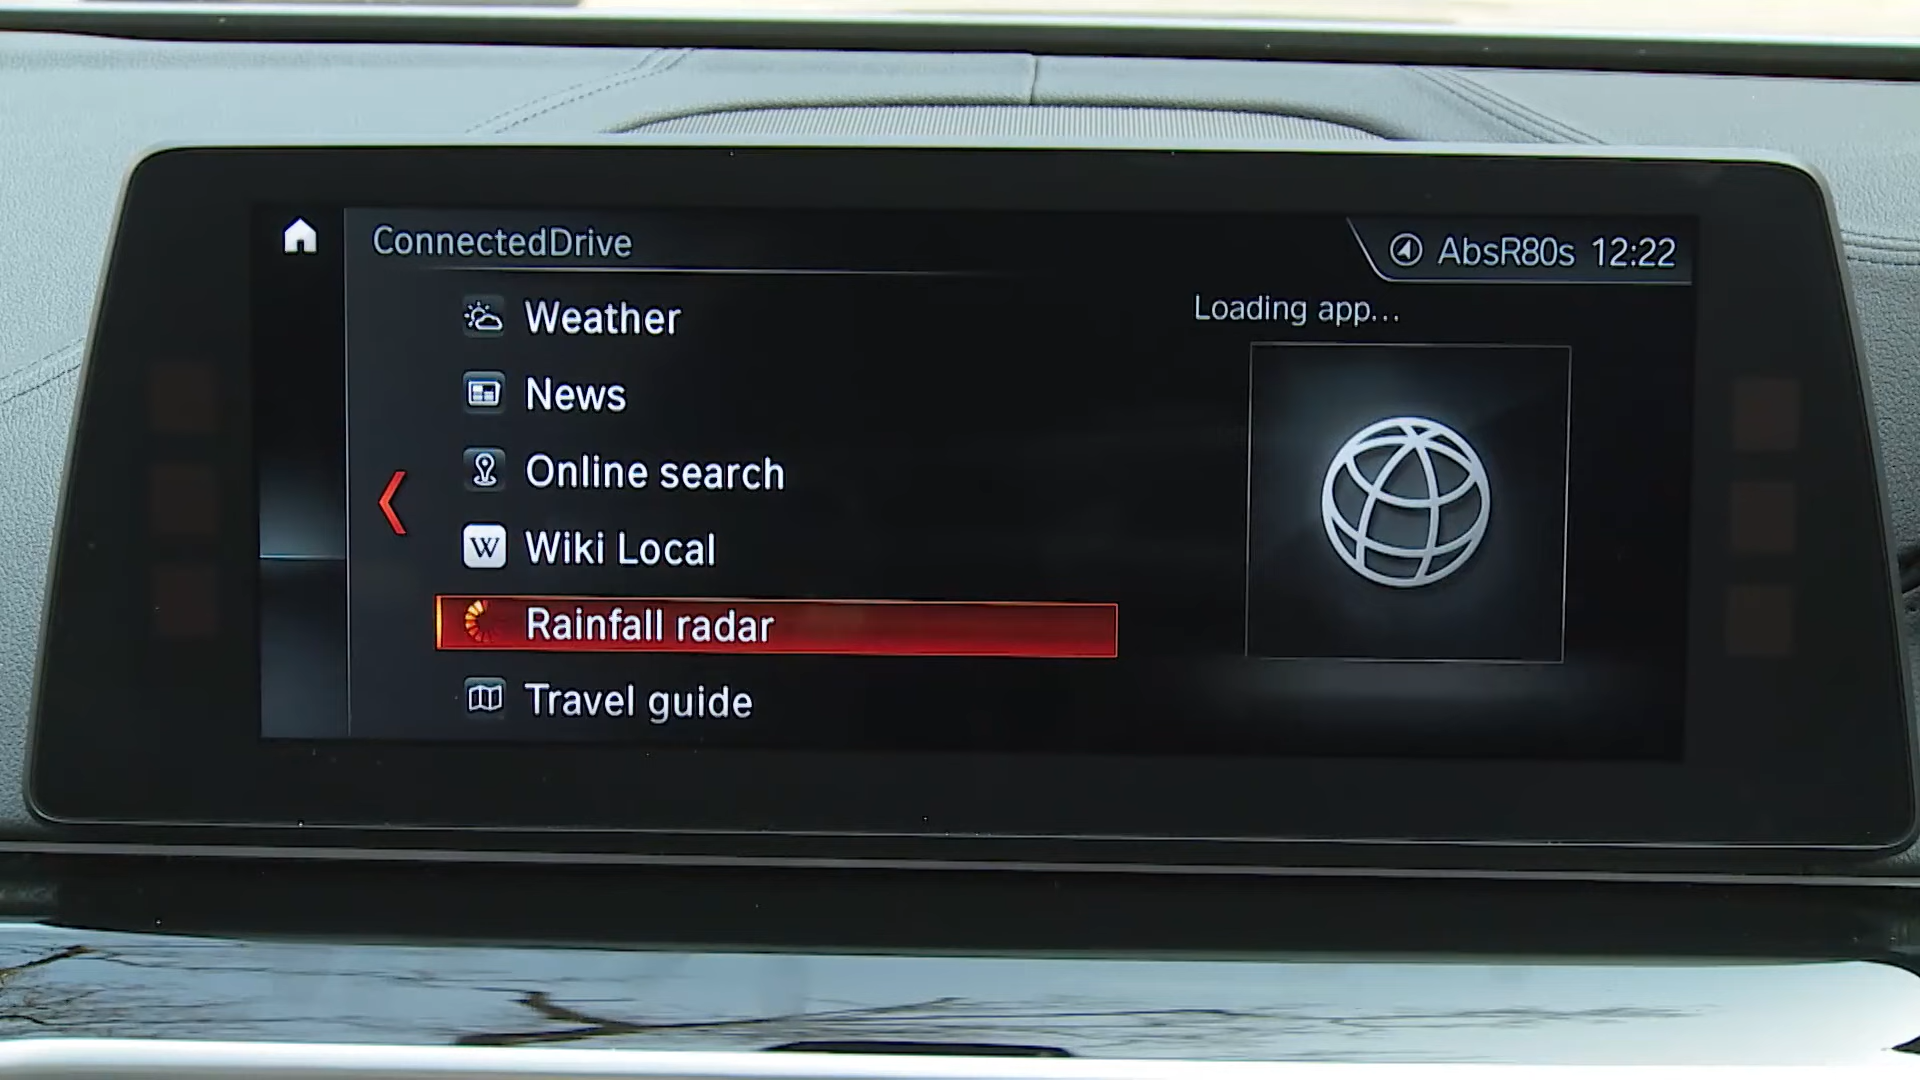 ConnectedDrive
AbsR80s 12:22
Weather
News
Online search
W Wiki Local
Rainfall radar
Travel guide
Loading app...